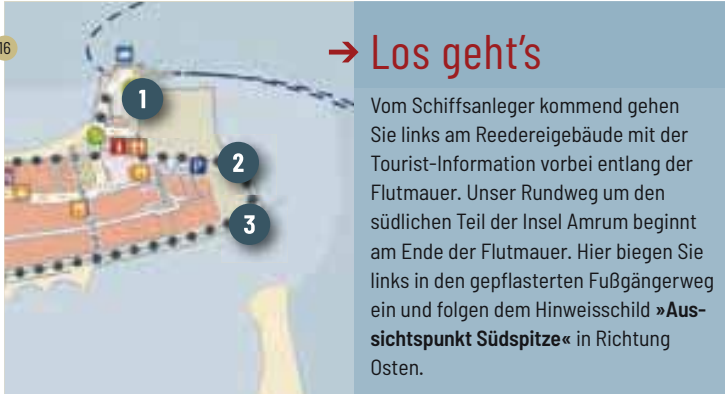 16
1
2
3
P
➔ Los geht's
Vom Schiffsanleger kommend gehen
Sie links am Reedereigebäude mit der
Tourist-Information vorbei entlang der
Flutmauer. Unser Rundweg um den
südlichen Teil der Insel Amrum beginnt
am Ende der Flutmauer. Hier biegen Sie
links in den gepflasterten Fußgängerweg
ein und folgen dem Hinweisschild »Aus-
sichtspunkt Südspitze« in Richtung
Osten.